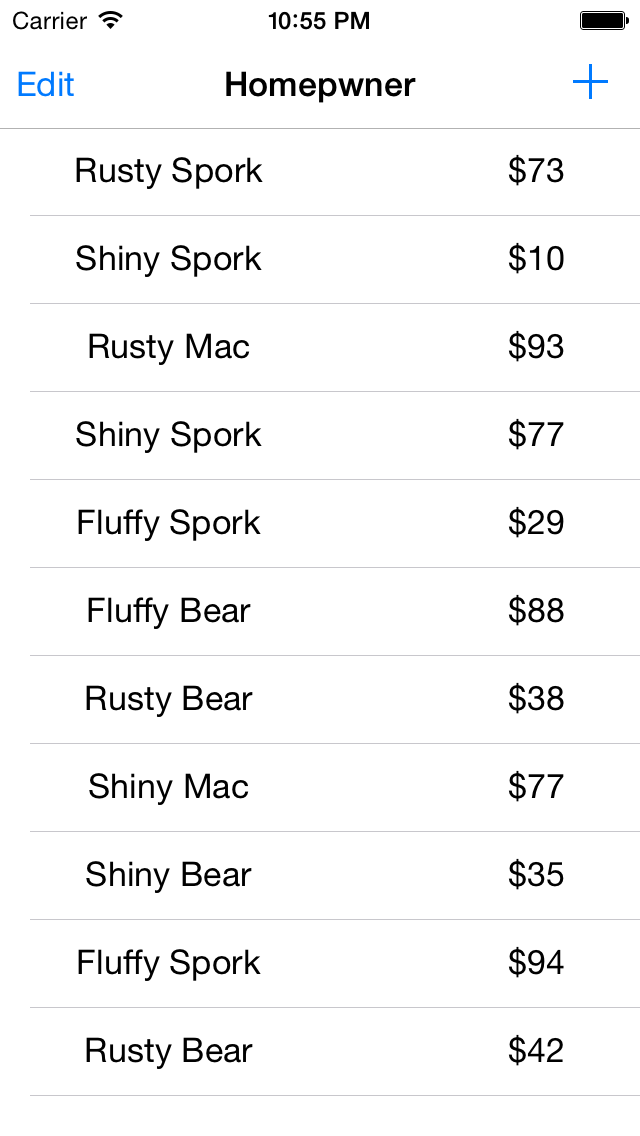 Carrier 10:55 PM
Edit Homepwner +
Rusty Spork $73
Shiny Spork $10
Rusty Mac $93
Shiny Spork $77
Fluffy Spork $29
Fluffy Bear $88
Rusty Bear $38
Shiny Mac $77
Shiny Bear $35
Fluffy Spork $94
Rusty Bear $42